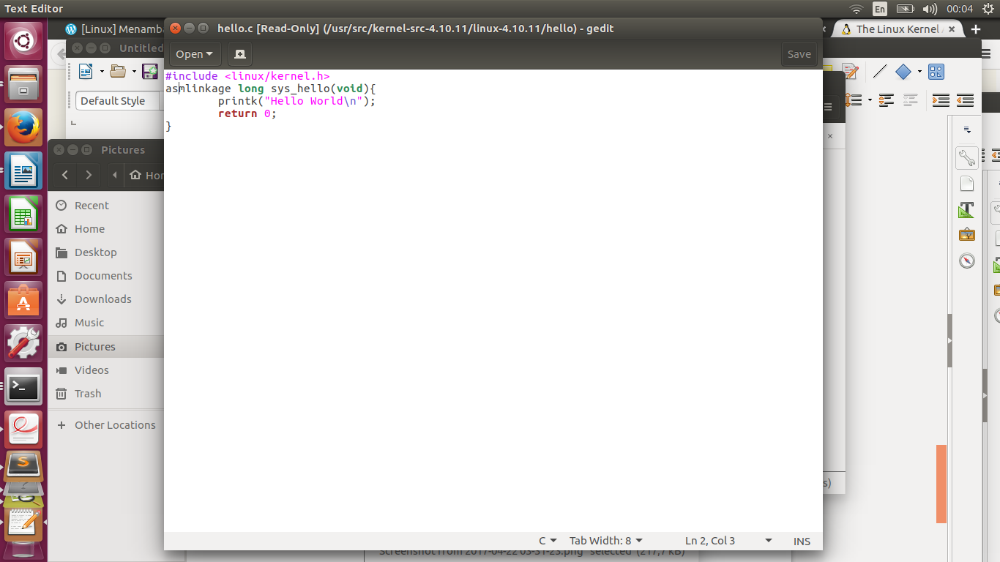 Text Editor
En
00:04
[Linux] Menamba
The Linux Kernel
Untitled
hello.c [Read-Only] (/usr/src/kernel-src-4.10.11/linux-4.10.11/hello) - gedit
Open
Save
Default Style
#include <linux/kernel.h>
asmlinkage long sys_hello(void){
printk("Hello World\n");
return 0;
}
Pictures
Hor
Recent
Home
Desktop
Documents
Downloads
Music
Pictures
Videos
Trash
Other Locations
s)
C
Tab Width: 8
Ln 2, Col 3
INS
"Screenshot from 2017-04-22 03-51-23.png" selected (217,7 kB)